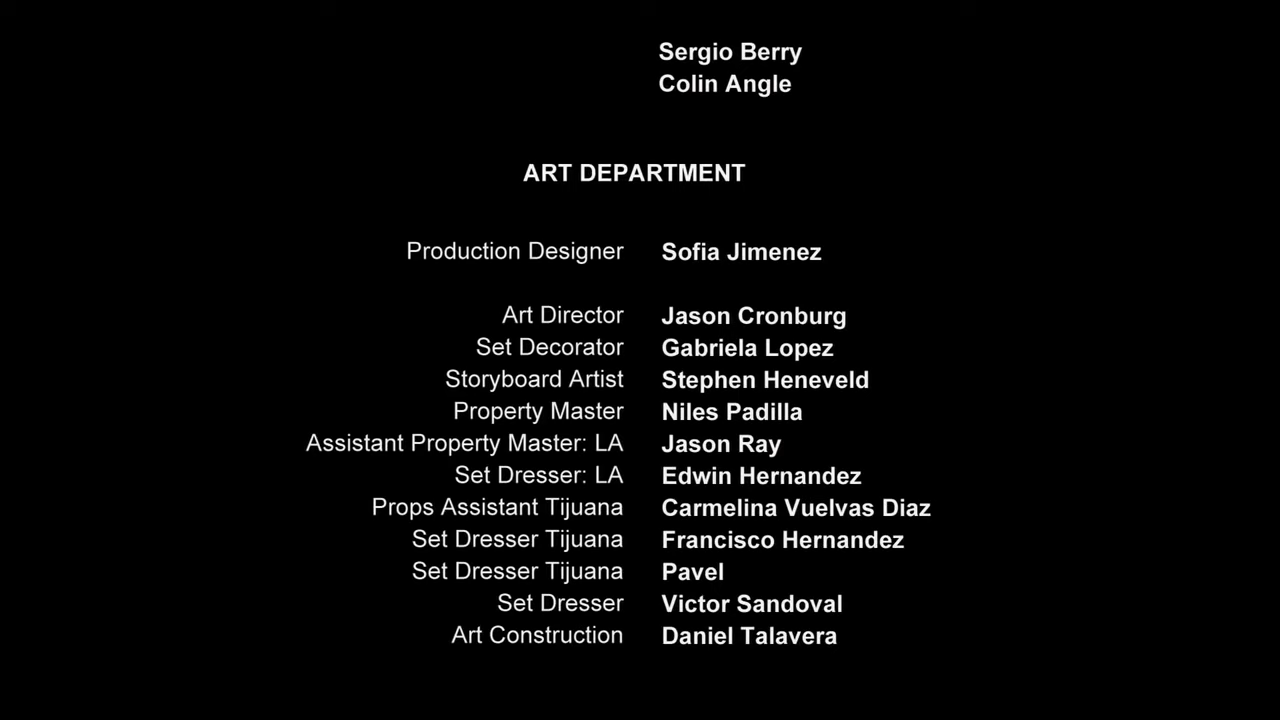 Sergio Berry
Colin Angle
ART DEPARTMENT
Production Designer Sofia Jimenez
Art Director Jason Cronburg
Set Decorator Gabriela Lopez
Storyboard Artist Stephen Heneveld
Property Master Niles Padilla
Assistant Property Master: LA Jason Ray
Set Dresser: LA Edwin Hernandez
Props Assistant Tijuana Carmelina Vuelvas Diaz
Set Dresser Tijuana Francisco Hernandez
Set Dresser Tijuana Pavel
Set Dresser Victor Sandoval
Art Construction Daniel Talavera